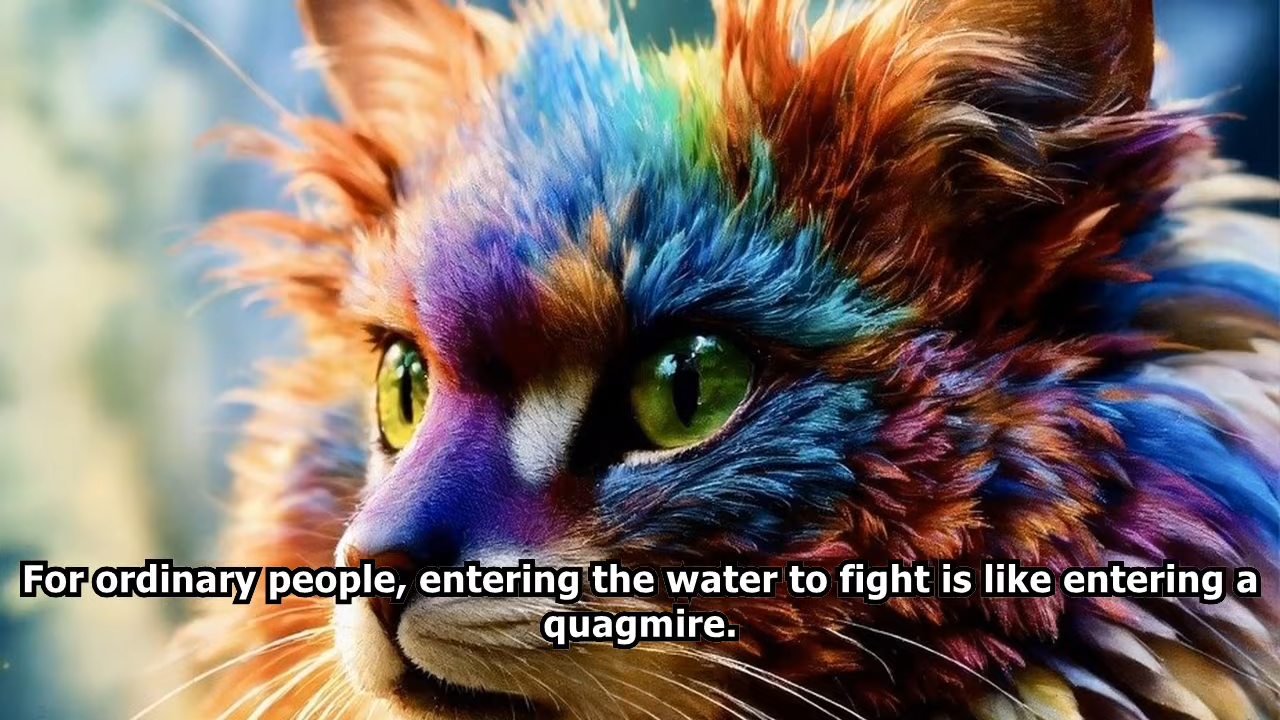 For ordinary people, entering the water to fight is like entering a
quagmire.